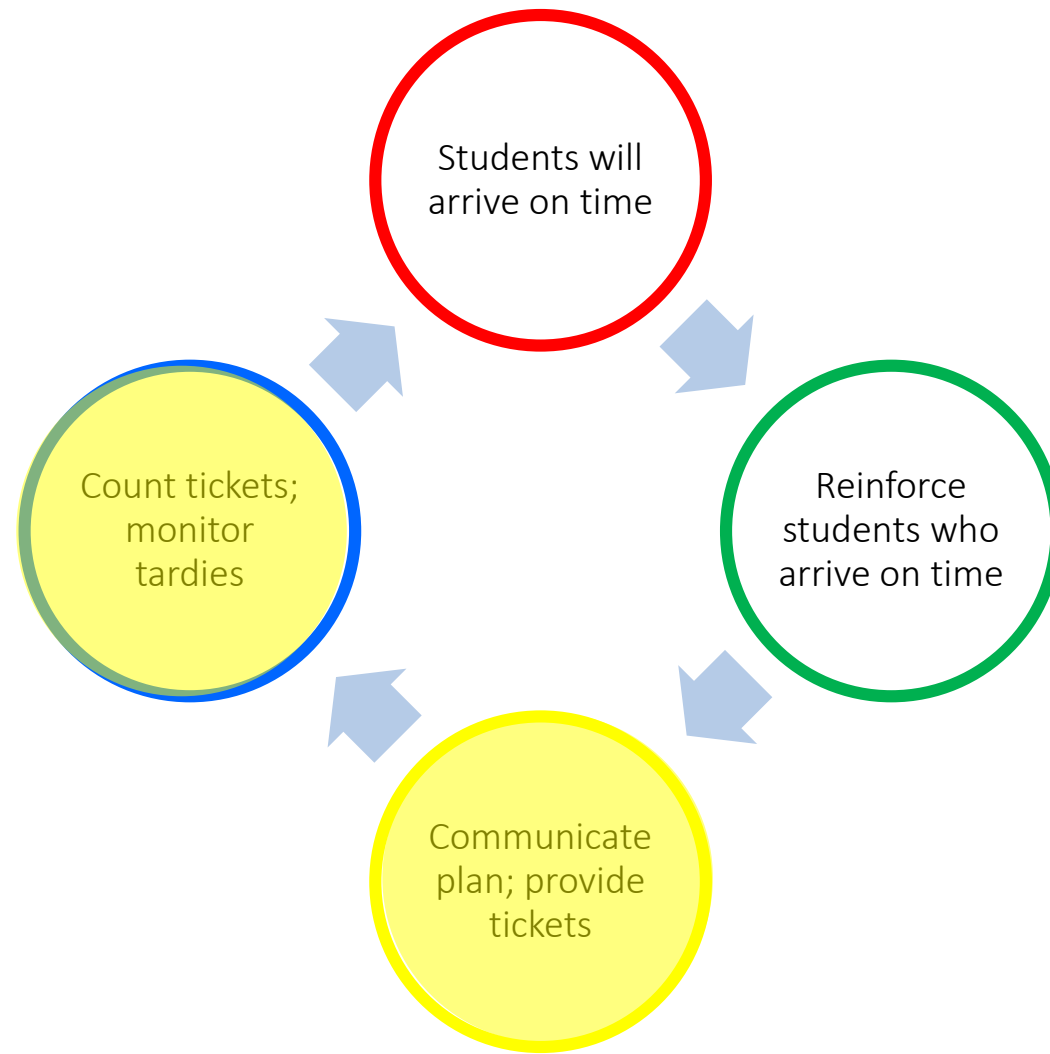 Students will
arrive on time
Reinforce
students who
arrive on time
Communicate
plan; provide
tickets
Count tickets;
monitor
tardies